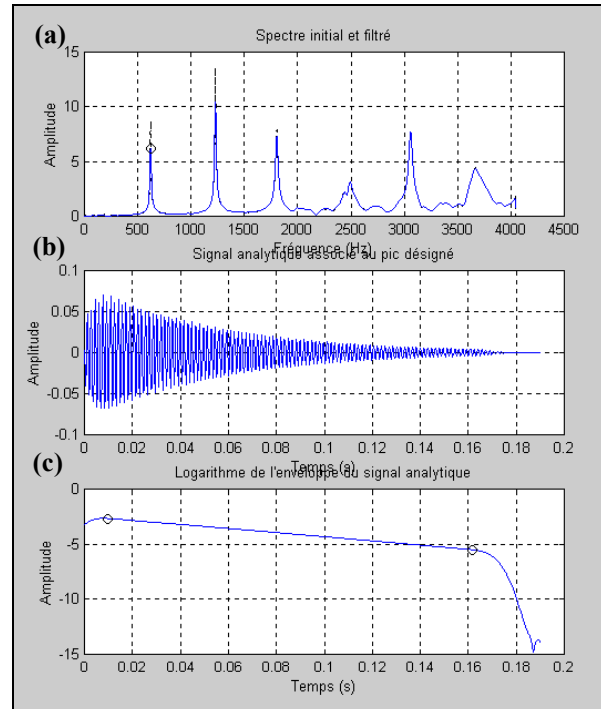 (a)
Spectre initial et filtré
15
10
5
0
Amplitude
0 500 1000 1500 2000 2500 3000 3500 4000 4500
Fréquence (Hz)
(b)
Signal analytique associé au pic désigné
0.1
0.05
0
-0.05
-0.1
Amplitude
0 0.02 0.04 0.06 0.08 0.1 0.12 0.14 0.16 0.18 0.2
Temps (s)
(c)
Logarithme de l'enveloppe du signal analytique
0
-5
-10
-15
Amplitude
0 0.02 0.04 0.06 0.08 0.1 0.12 0.14 0.16 0.18 0.2
Temps (s)